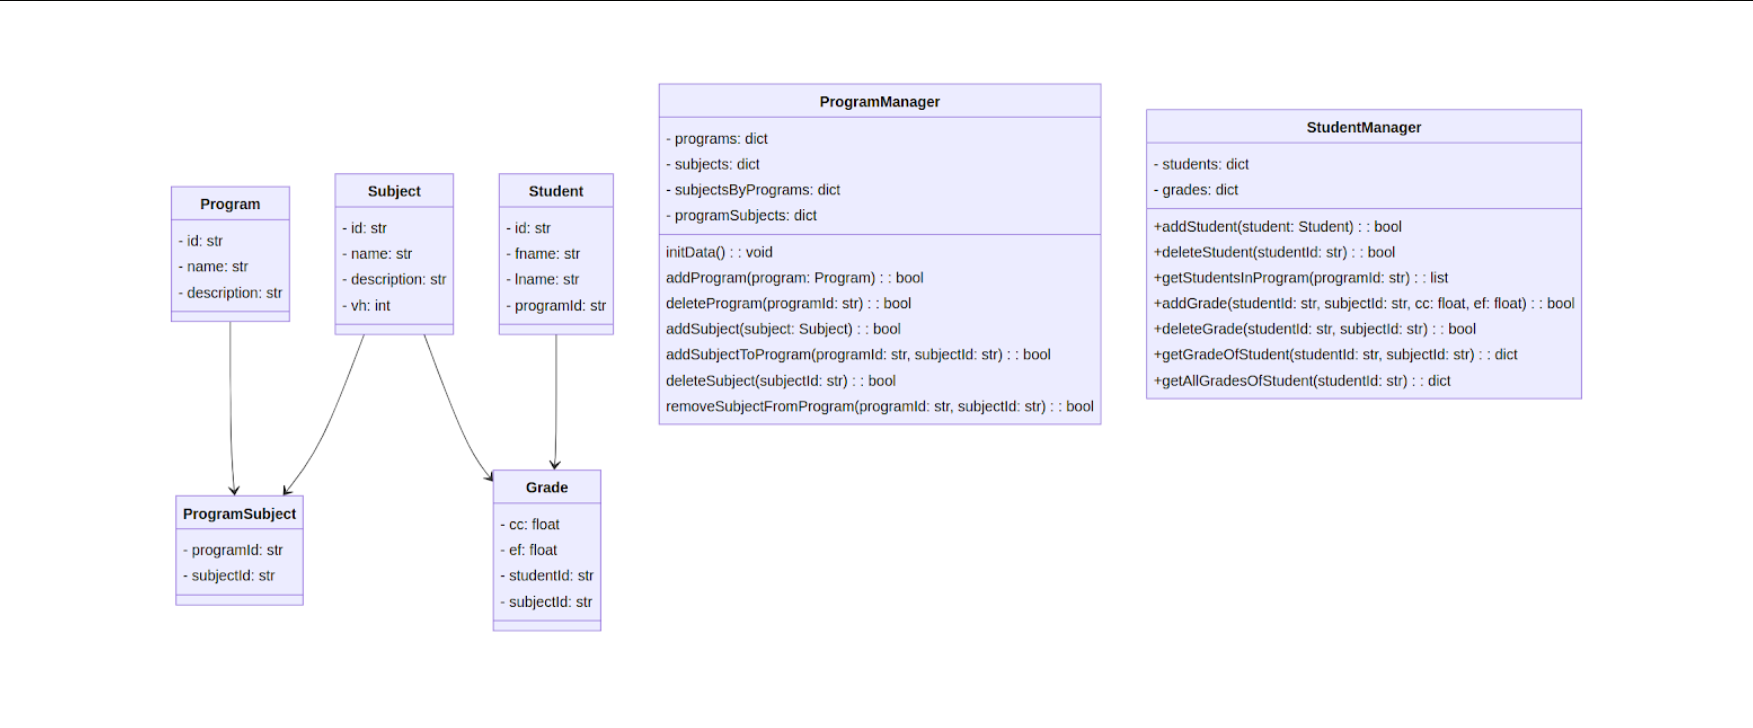 Program
- id: str
- name: str
- description: str
Subject
- id: str
- name: str
- description: str
- vh: int
Student
- id: str
- fname: str
- lname: str
- programId: str
ProgramManager
- programs: dict
- subjects: dict
- subjectsByPrograms: dict
- programSubjects: dict
initData() : : void
addProgram(program: Program) : : bool
deleteProgram(programId: str) : : bool
addSubject(subject: Subject) : : bool
addSubjectToProgram(programId: str, subjectId: str) : : bool
deleteSubject(subjectId: str) : : bool
removeSubjectFromProgram(programId: str, subjectId: str) : : bool
StudentManager
- students: dict
- grades: dict
+addStudent(student: Student) : : bool
+deleteStudent(studentId: str) : : bool
+getStudentsInProgram(programId: str) : : list
+addGrade(studentId: str, subjectId: str, cc: float, ef: float) : : bool
+deleteGrade(studentId: str, subjectId: str) : : bool
+getGradeOfStudent(studentId: str, subjectId: str) : : dict
+getAllGradesOfStudent(studentId: str) : : dict
ProgramSubject
- programId: str
- subjectId: str
Grade
- cc: float
- ef: float
- studentId: str
- subjectId: str